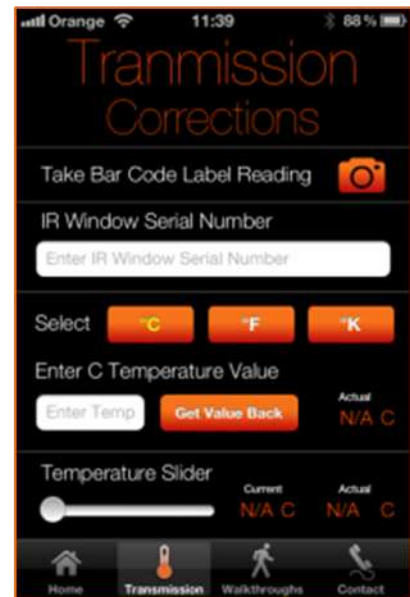 Orange 11:39 88%
Tranmission
Corrections
Take Bar Code Label Reading
IR Window Serial Number
Enter IR Window Serial Number
Select °C °F °K
Enter C Temperature Value
Actual
Enter Temp Get Value Back N/A C
Temperature Slider
Current Actual
N/A C N/A C
Home Transmission Walkthroughs Contact